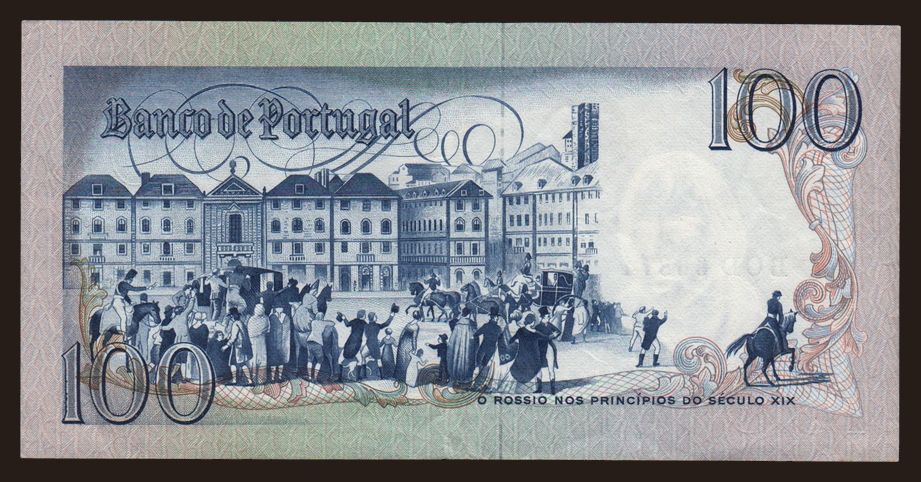 100
Banco de Portugal
100
O ROSSIO NOS PRINCÍPIOS DO SÉCULO XIX